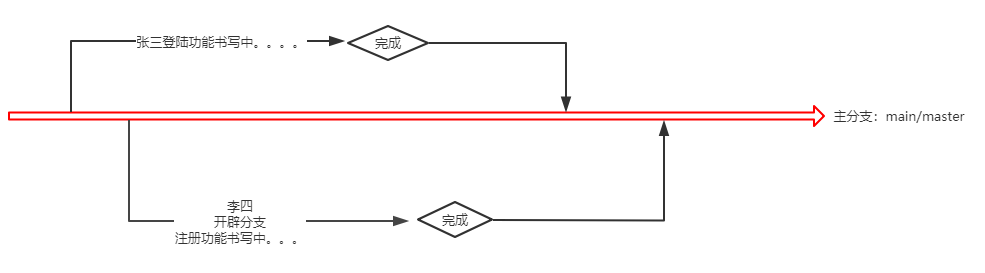 张三登陆功能书写中。。。。
完成
主分支：main/master
李四
开辟分支
注册功能书写中。。。
完成